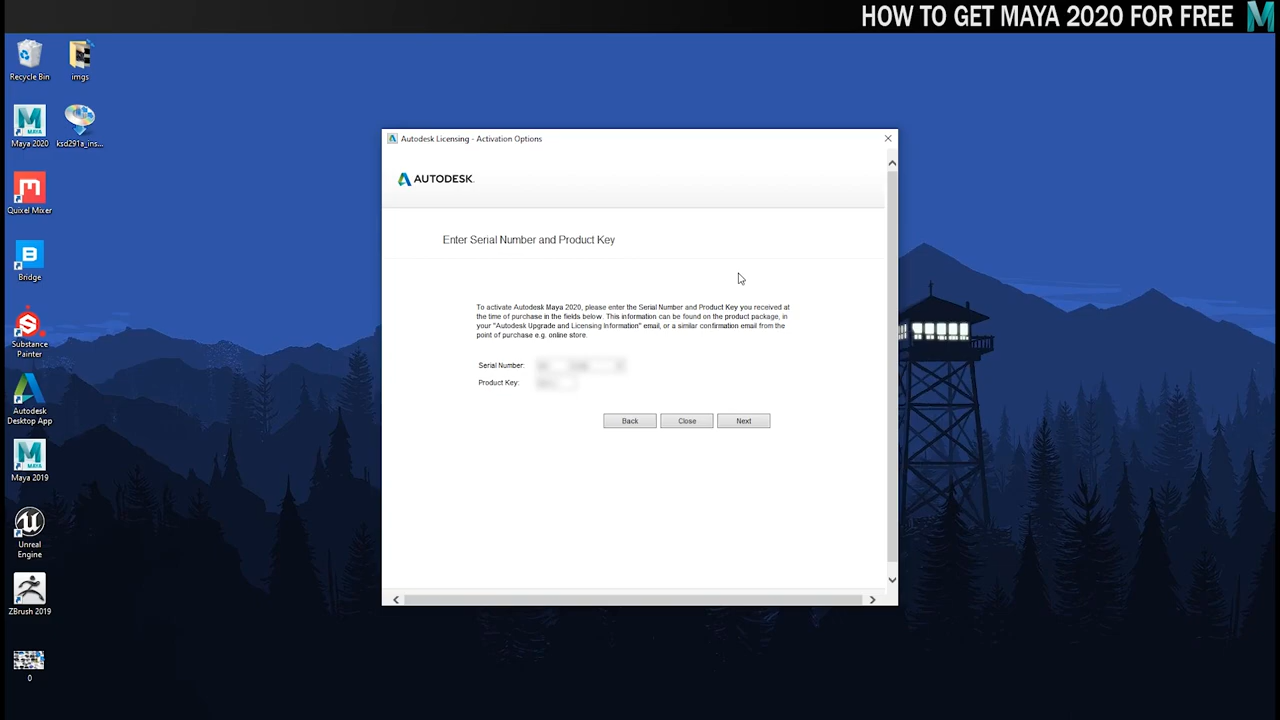 HOW TO GET MAYA 2020 FOR FREE
Recycle Bin
imgs
MAYA
Maya 2020
ksd291a_ins...
Quixel Mixer
B
Bridge
Substance
Painter
Autodesk
Desktop App
MAYA
Maya 2019
Unreal
Engine
ZBrush 2019
0
Autodesk Licensing - Activation Options
AUTODESK.
Enter Serial Number and Product Key
To activate Autodesk Maya 2020, please enter the Serial Number and Product Key you received
at the time of purchase in the fields below. This information can be found on the product package, in
your "Autodesk Upgrade and Licensing Information" email, or a similar confirmation email from the
point of purchase e.g. online store.
Serial Number:
Product Key:
Back
Close
Next